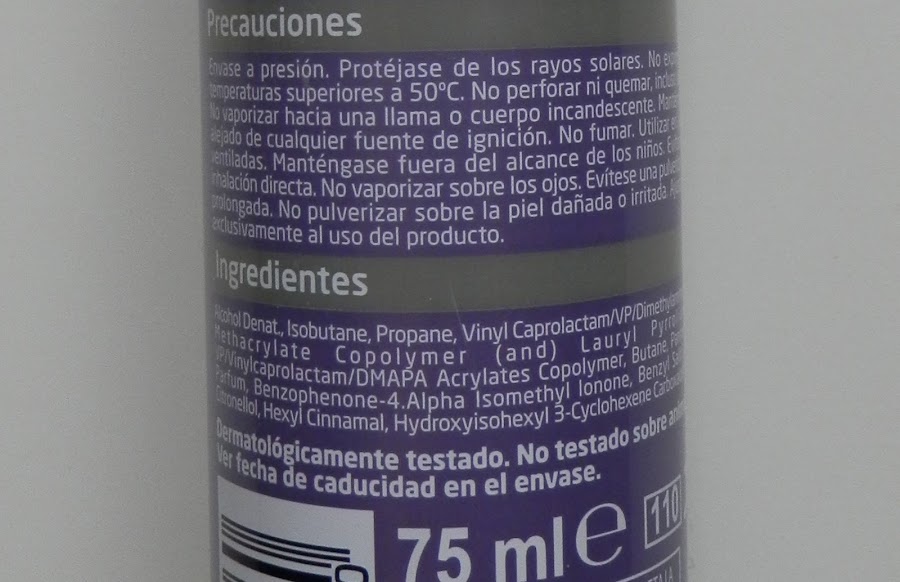 Precauciones
Envase a presión. Protéjase de los rayos solares. No
temperaturas superiores a 50ºC. No perforar ni quemar,
No vaporizar hacia una llama o cuerpo incandescente.
alejado de cualquier fuente de ignición. No fumar. Utilizar
ventiladas. Manténgase fuera del alcance de los niños.
inhalación directa. No vaporizar sobre los ojos. Evítese una
prolongada. No pulverizar sobre la piel dañada o irritada.
exclusivamente al uso del producto.
Ingredientes
Alcohol Denat., Isobutane, Propane, Vinyl Caprolactam/VP/
Methacrylate Copolymer (and) Lauryl
VP/Vinylcaprolactam/DMAPA Acrylates Copolymer, Butane,
Parfum, Benzophenone-4.Alpha Isomethyl Ionone, Benzyl
Citronellol, Hexyl Cinnamal, Hydroxyisohexyl 3-Cyclohexene
Dermatológicamente testado. No testado sobre
Ver fecha de caducidad en el envase.
75 ml e 110